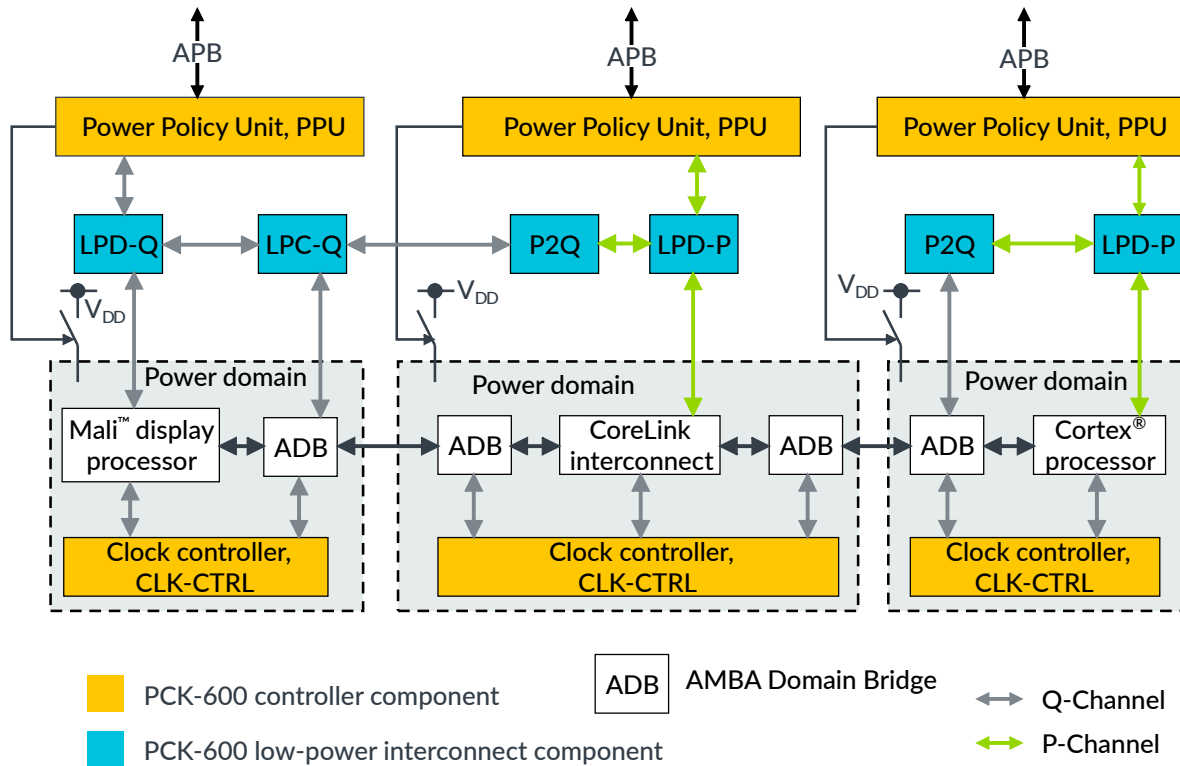 APB
APB
APB
Power Policy Unit, PPU
Power Policy Unit, PPU
Power Policy Unit, PPU
LPD-Q
LPC-Q
P2Q
LPD-P
P2Q
LPD-P
VDD
VDD
VDD
Power domain
Power domain
Power domain
Mali™ display
processor
ADB
ADB
CoreLink
interconnect
ADB
ADB
Cortex®
processor
Clock controller,
CLK-CTRL
Clock controller,
CLK-CTRL
Clock controller,
CLK-CTRL
PCK-600 controller component
ADB
AMBA Domain Bridge
Q-Channel
PCK-600 low-power interconnect component
P-Channel